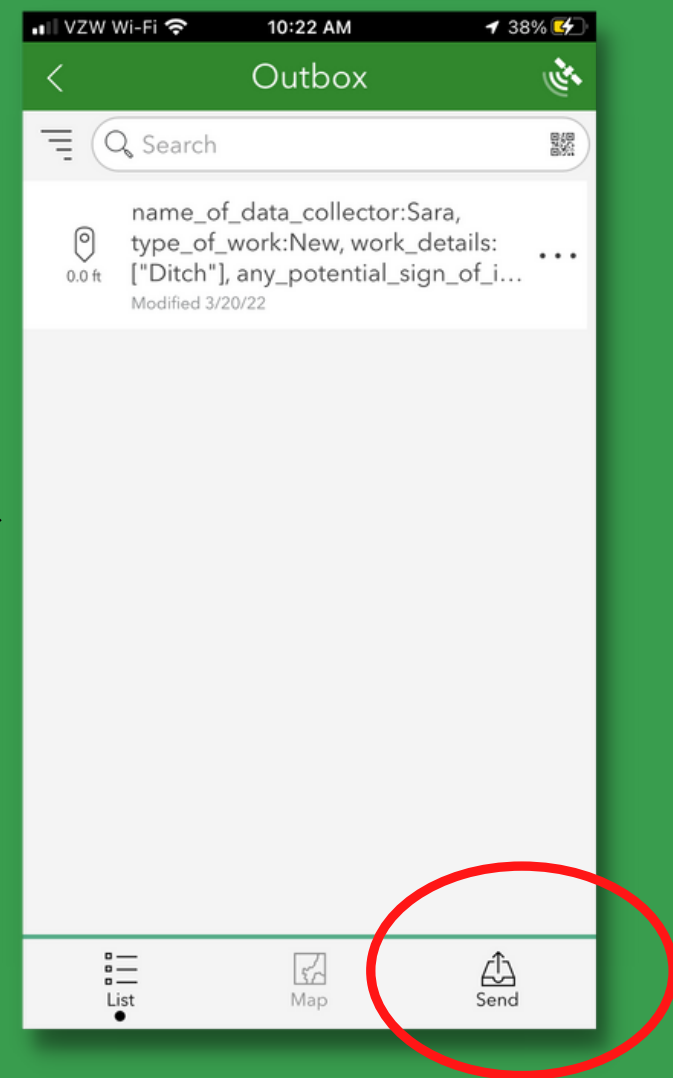 VZW Wi-Fi 10:22 AM 38%
Outbox
Search
name_of_data_collector:Sara,
type_of_work:New, work_details:
0.0 ft ["Ditch"], any_potential_sign_of_i...
Modified 3/20/22
List Map Send